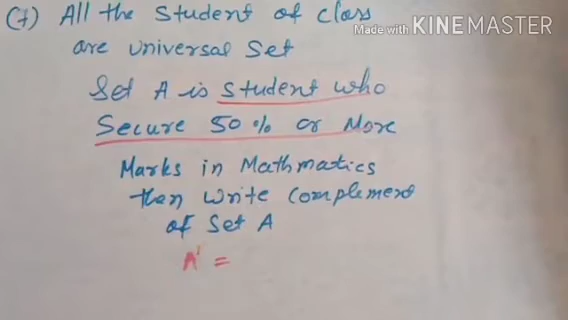 (7) All the Student of class
Made with KINEMASTER
are Universal Set
Set A is Student who
Secure 50% or More
Marks in Mathmatics
then Write Complement
of Set A
A' =